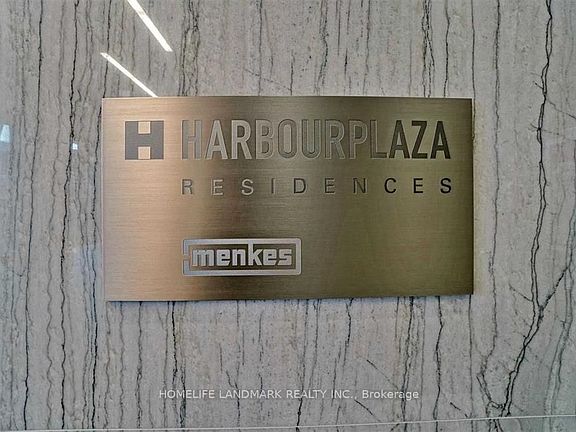 H HARBOURPLAZA
RESIDENCES
menkes
HOMELIFE LANDMARK REALTY INC., Brokerage